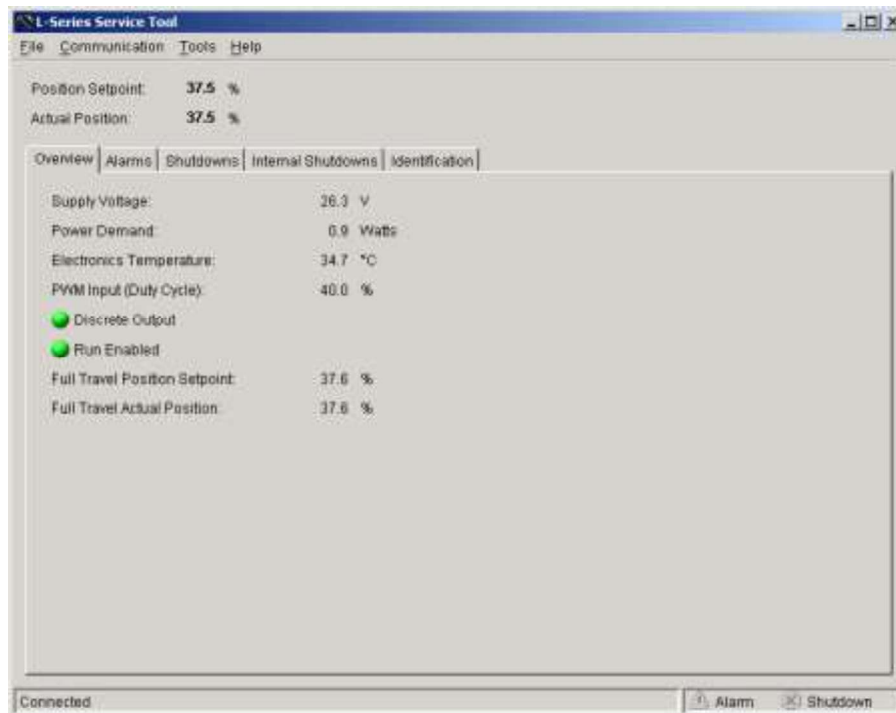 L-Series Service Tool
File Communication Tools Help
Position Setpoint: 37.5 %
Actual Position: 37.5 %
Overview Alarms Shutdowns Internal Shutdowns Identification
Supply Voltage: 26.3 V
Power Demand: 0.9 Watts
Electronics Temperature: 34.7 °C
PWM Input (Duty Cycle): 40.0 %
Discrete Output
Run Enabled
Full Travel Position Setpoint: 37.6 %
Full Travel Actual Position: 37.6 %
Connected Alarm Shutdown